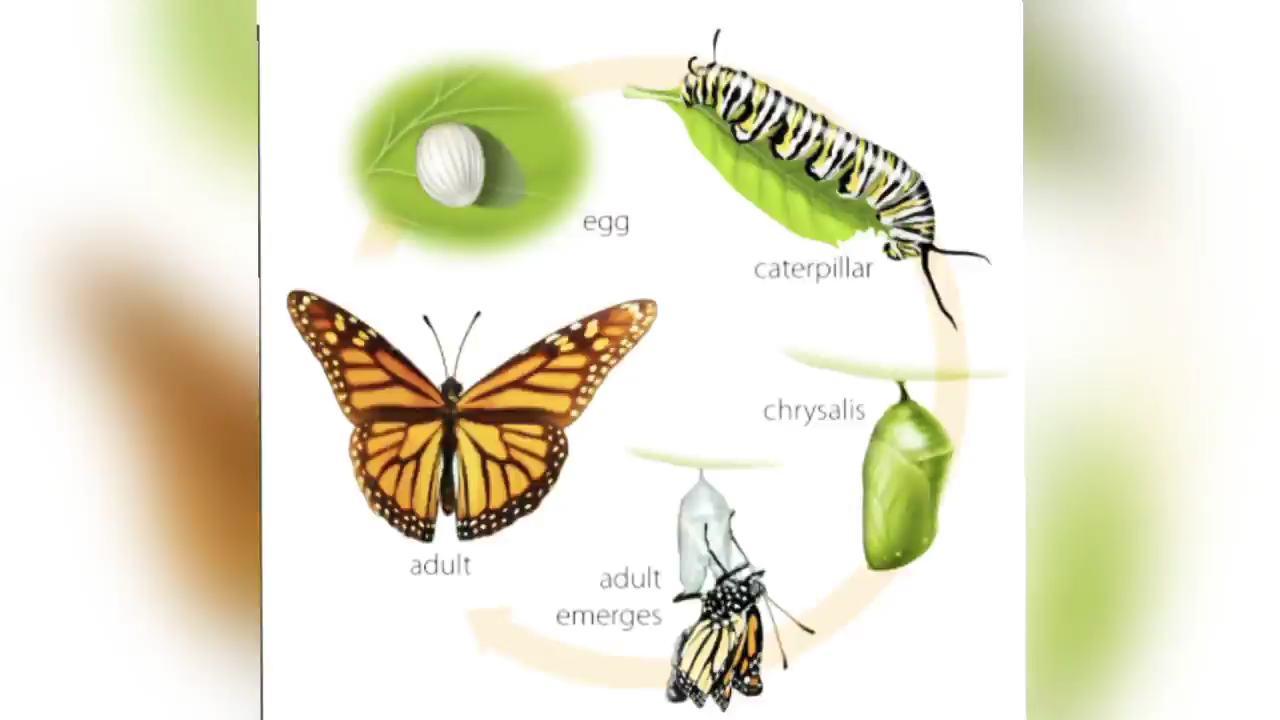 egg
caterpillar
chrysalis
adult
emerges
adult